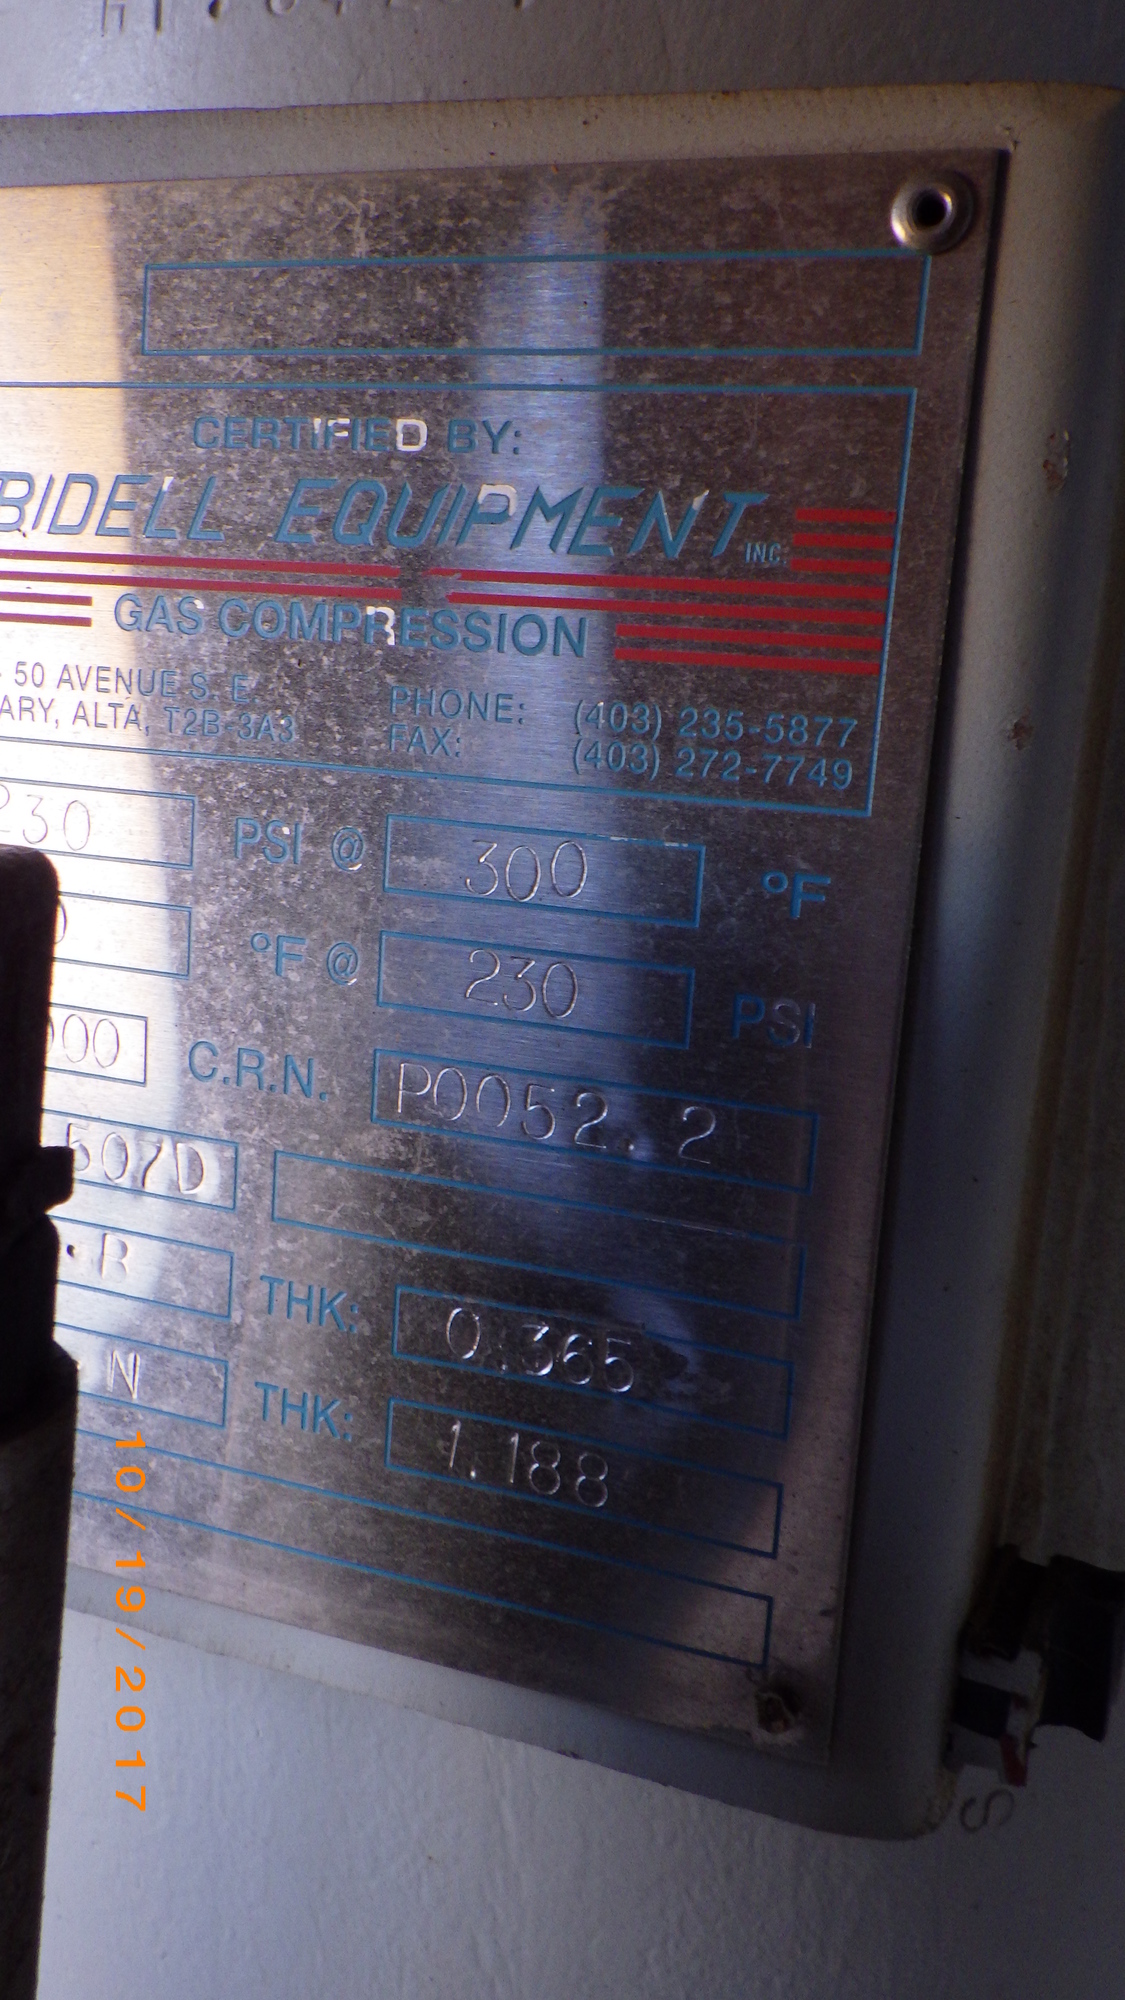 CERTIFIED BY:
BIDELL EQUIPMENT INC.
GAS COMPRESSION
50 AVENUE S. E. PHONE: (403) 235-5877
ARY, ALTA, T2B-3A3 FAX: (403) 272-7749
230 PSI @ 300 °F
0 °F @ 230 PSI
00 C.R.N. P0052.2
507D
R THK: 0.365
N THK: 1.188
10/19/2017
S